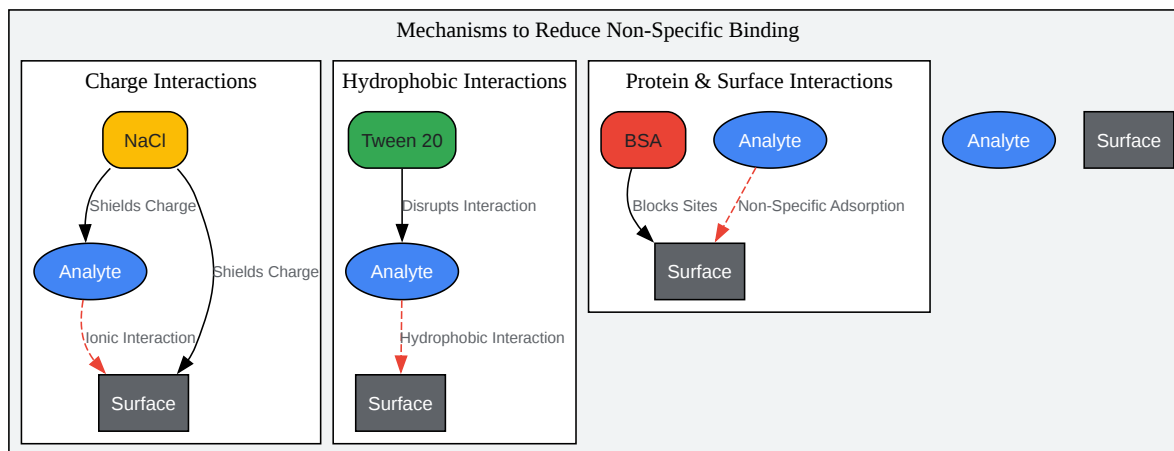 Mechanisms to Reduce Non-Specific Binding
Charge Interactions
NaCl
Shields Charge
Analyte
Shields Charge
Ionic Interaction
Surface
Hydrophobic Interactions
Tween 20
Disrupts Interaction
Analyte
Hydrophobic Interaction
Surface
Protein & Surface Interactions
BSA
Analyte
Blocks Sites
Non-Specific Adsorption
Surface
Analyte
Surface